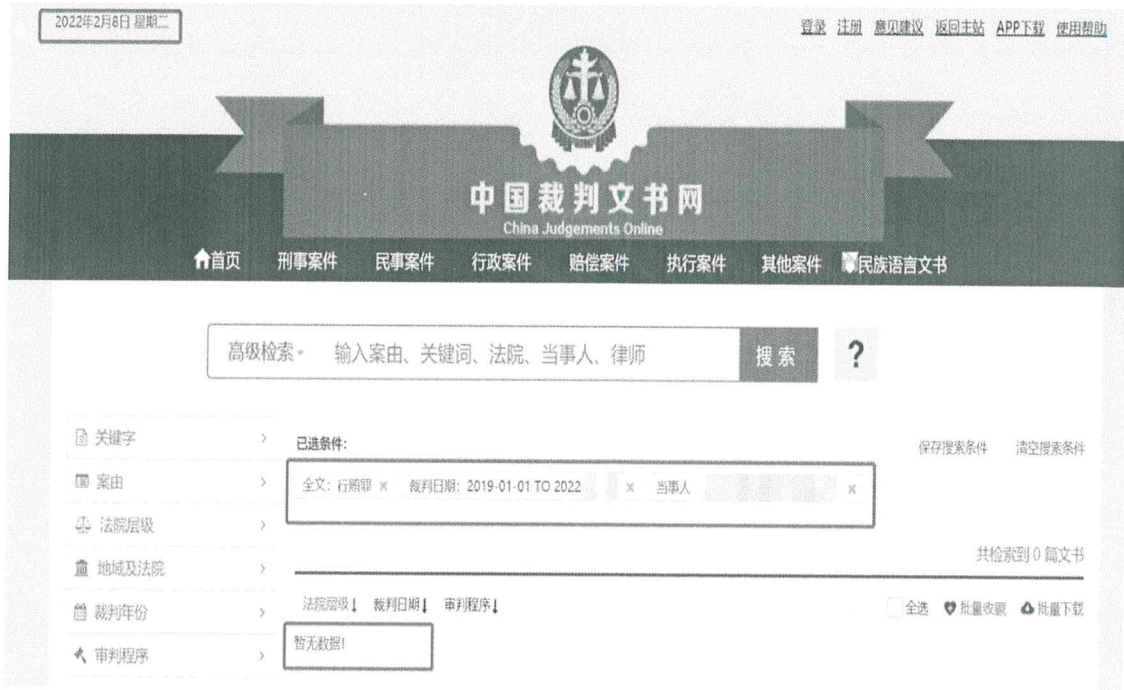 2022年2月8日 星期二
登录 注册 意见建议 返回主站 APP下载 使用帮助
中国裁判文书网
China Judgements Online
首页 刑事案件 民事案件 行政案件 赔偿案件 执行案件 其他案件 民族语言文书
高级检索 输入案由、关键词、法院、当事人、律师 搜索 ?
关键字
已选条件:
保存搜索条件 清空搜索条件
案由
全文：行贿罪 × 裁判日期：2019-01-01 TO 2022 × 当事人 ×
法院层级
地域及法院
共检索到 0 篇文书
裁判年份
法院层级↓ 裁判日期↓ 审判程序↓
全选 批量收藏 批量下载
审判程序
暂无数据!